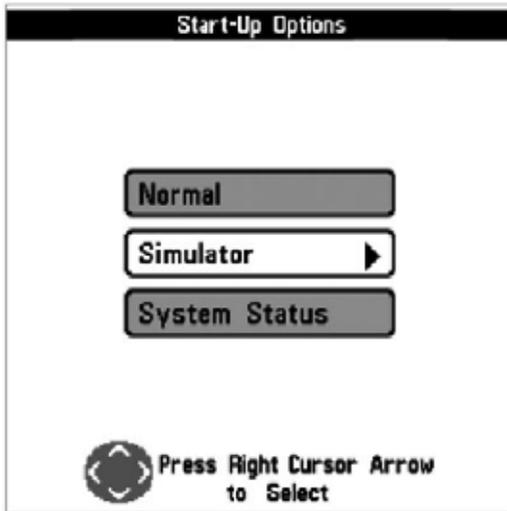 Start-Up Options
Normal
Simulator
System Status
Press Right Cursor Arrow
to Select